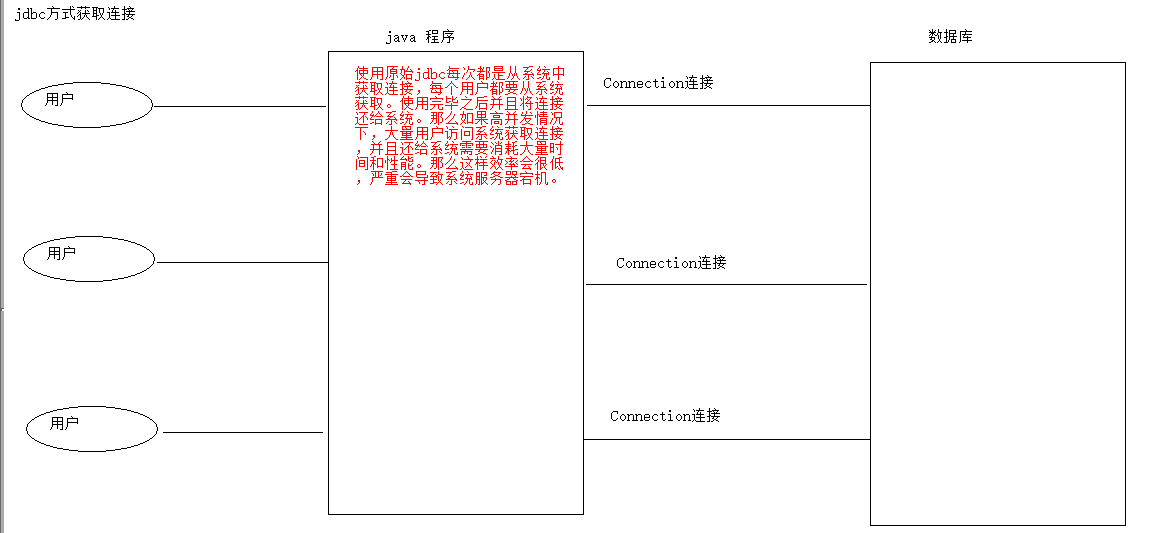 jdbc方式获取连接
java 程序
数据库
使用原始jdbc每次都是从系统中
获取连接，每个用户都要从系统
获取。使用完毕之后并且将连接
还给系统。那么如果高并发情况
下，大量用户访问系统获取连接
，并且还给系统需要消耗大量时
间和性能。那么这样效率会很低
，严重会导致系统服务器宕机。
用户
Connection连接
用户
Connection连接
用户
Connection连接